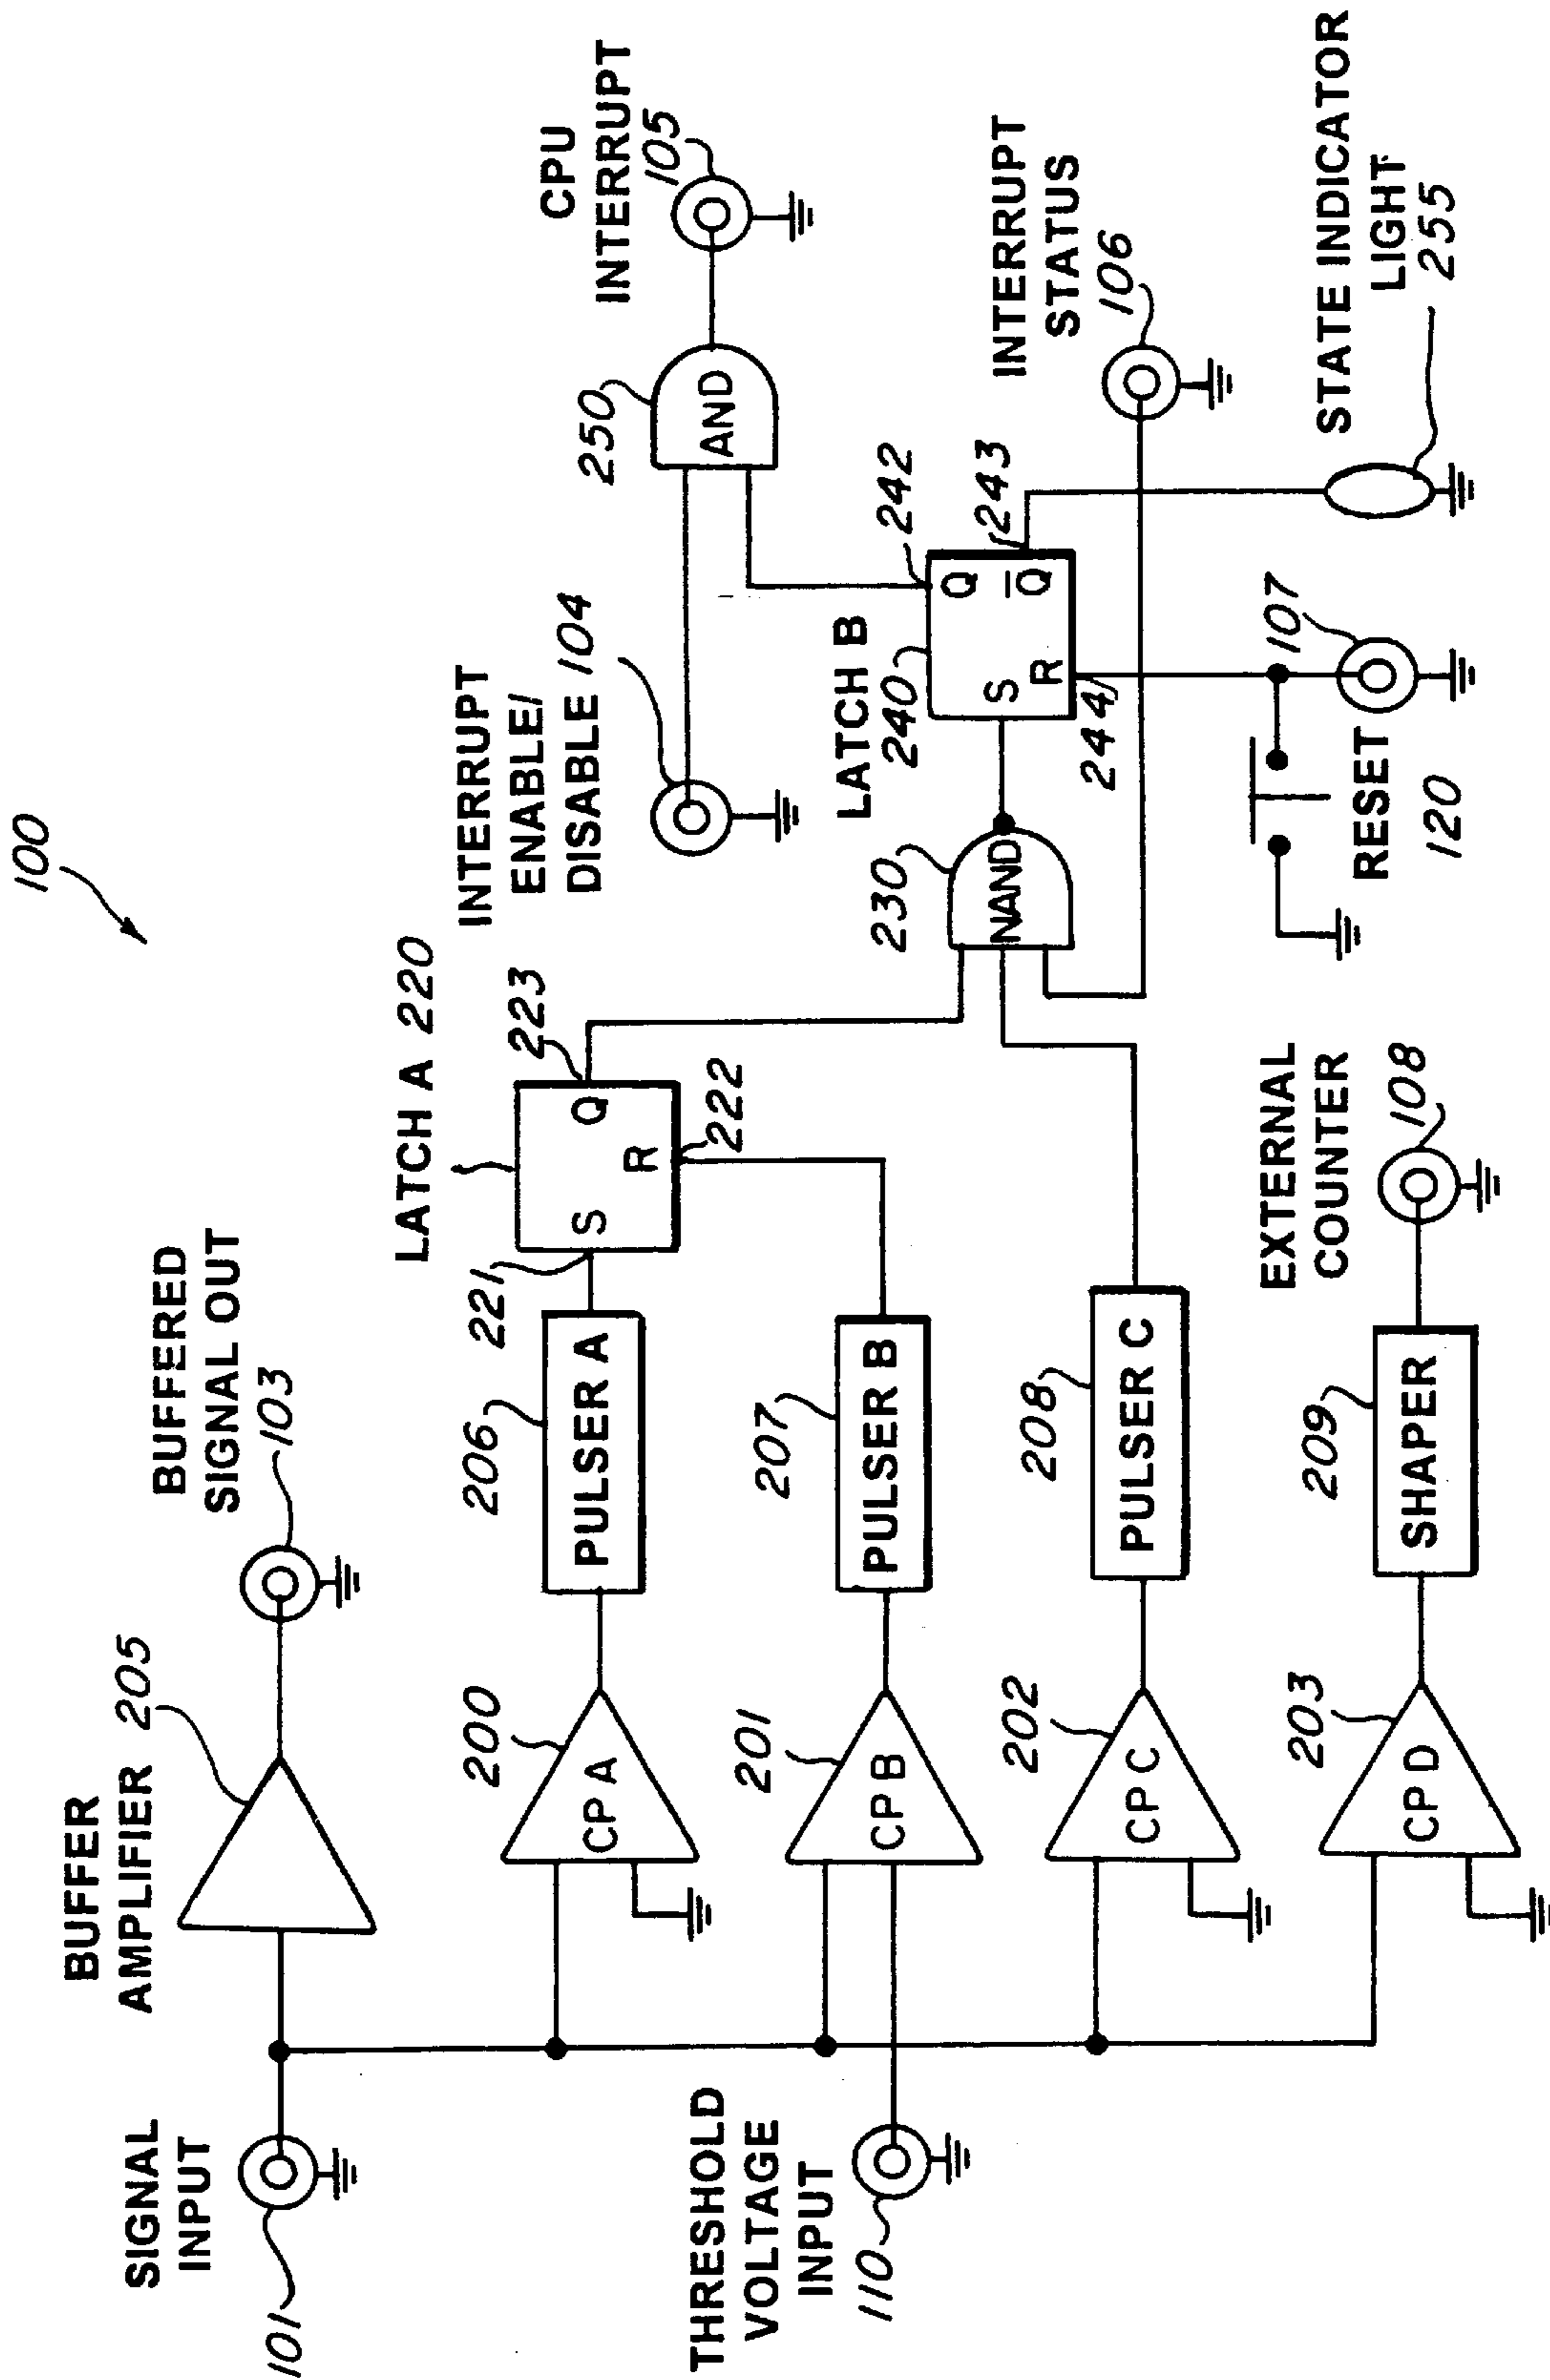 100
SIGNAL
INPUT
101
BUFFER
AMPLIFIER 205
BUFFERED
SIGNAL OUT
103
THRESHOLD
VOLTAGE
INPUT
110
200
CP A
206
PULSER A
LATCH A 220
221
S
Q
R
223
222
201
CP B
207
PULSER B
202
CP C
208
PULSER C
203
CP D
209
SHAPER
EXTERNAL
COUNTER
108
INTERRUPT
ENABLE/
DISABLE 104
230
NAND
LATCH B
240
S
R
Q
Q̅
242
243
244
250
AND
CPU
INTERRUPT
105
INTERRUPT
STATUS
106
RESET
120
107
STATE INDICATOR
LIGHT
255